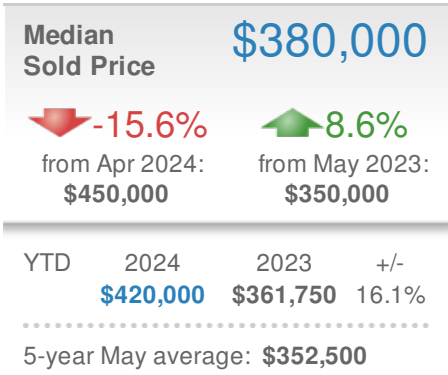 Median
Sold Price
$380,000
-15.6%
from Apr 2024:
$450,000
8.6%
from May 2023:
$350,000
YTD 2024 2023 +/-
$420,000 $361,750 16.1%
5-year May average: $352,500